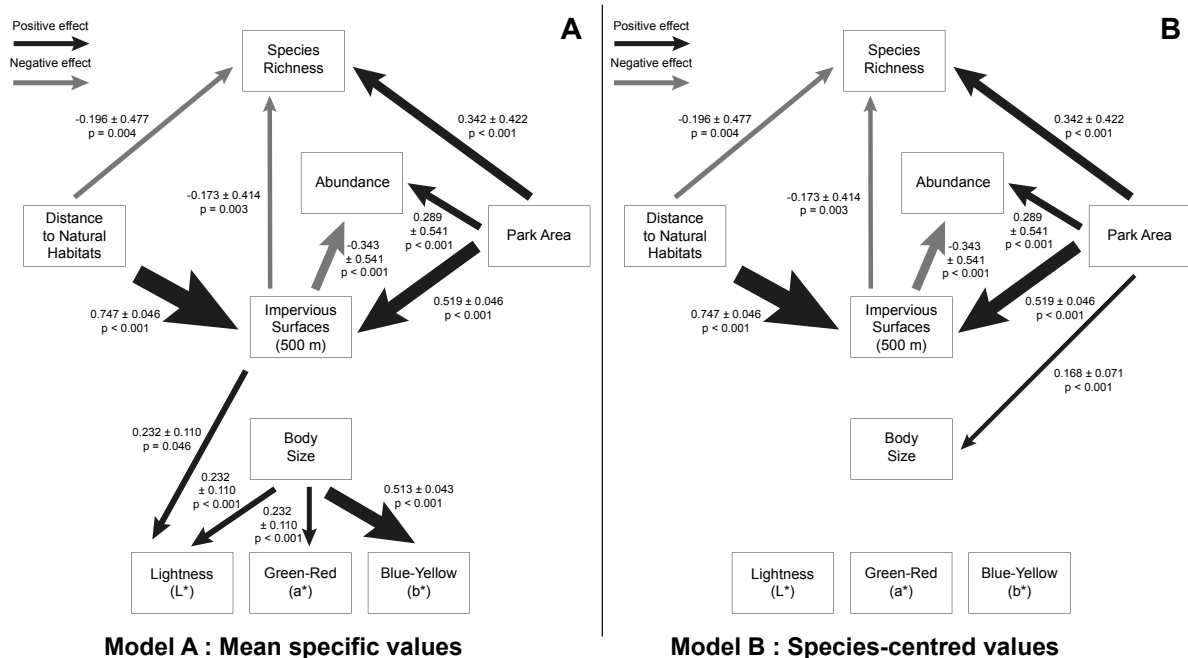 Positive effect
Negative effect
A
Species
Richness
-0.196 ± 0.477
p = 0.004
0.342 ± 0.422
p < 0.001
-0.173 ± 0.414
p = 0.003
Abundance
Distance
to Natural
Habitats
0.289
± 0.541
p < 0.001
Park Area
-0.343
± 0.541
p < 0.001
0.747 ± 0.046
p < 0.001
Impervious
Surfaces
(500 m)
0.519 ± 0.046
p < 0.001
0.232 ± 0.110
p = 0.046
Body
Size
0.232
± 0.110
p < 0.001
0.232
± 0.110
p < 0.001
0.513 ± 0.043
p < 0.001
Lightness
(L*)
Green-Red
(a*)
Blue-Yellow
(b*)
Model A : Mean specific values
Positive effect
Negative effect
B
Species
Richness
-0.196 ± 0.477
p = 0.004
0.342 ± 0.422
p < 0.001
-0.173 ± 0.414
p = 0.003
Abundance
Distance
to Natural
Habitats
0.289
± 0.541
p < 0.001
Park Area
-0.343
± 0.541
p < 0.001
0.747 ± 0.046
p < 0.001
Impervious
Surfaces
(500 m)
0.519 ± 0.046
p < 0.001
0.168 ± 0.071
p < 0.001
Body
Size
Lightness
(L*)
Green-Red
(a*)
Blue-Yellow
(b*)
Model B : Species-centred values